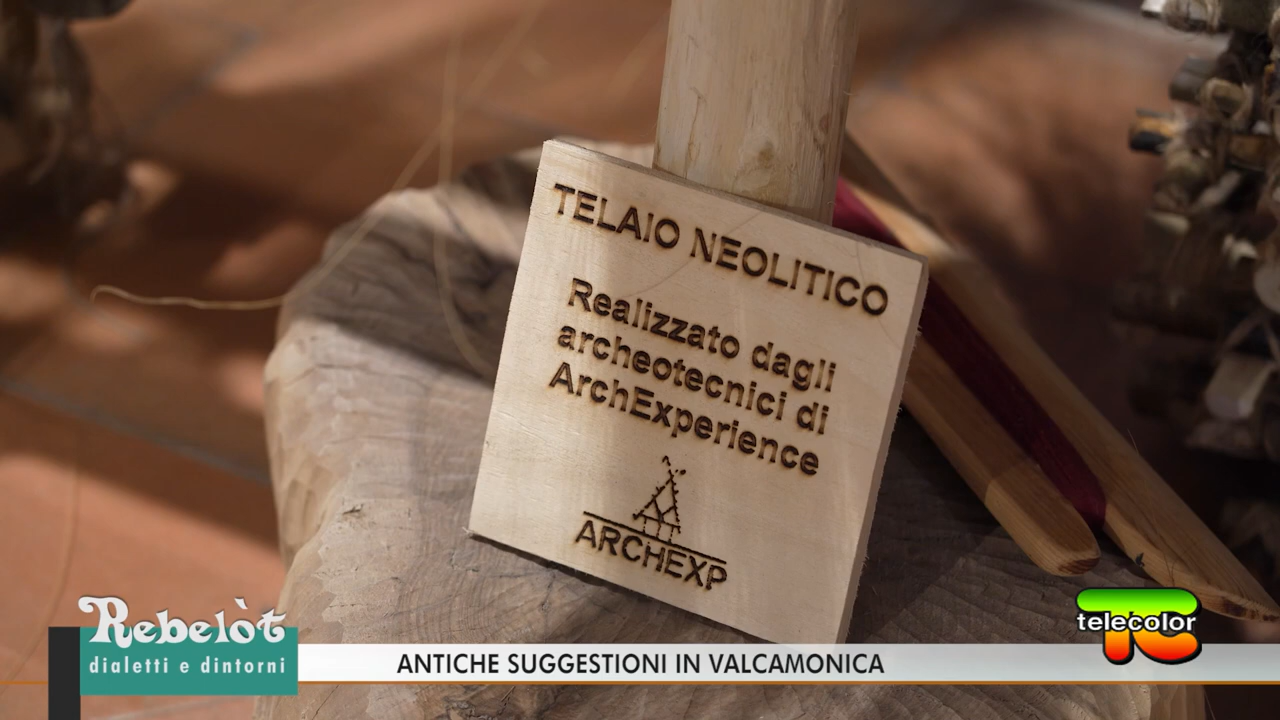 TELAIO NEOLITICO
Realizzato dagli
archeotecnici di
ArchExperience
ARCHEXP
Rebelòt
dialetti e dintorni
ANTICHE SUGGESTIONI IN VALCAMONICA
telecolor